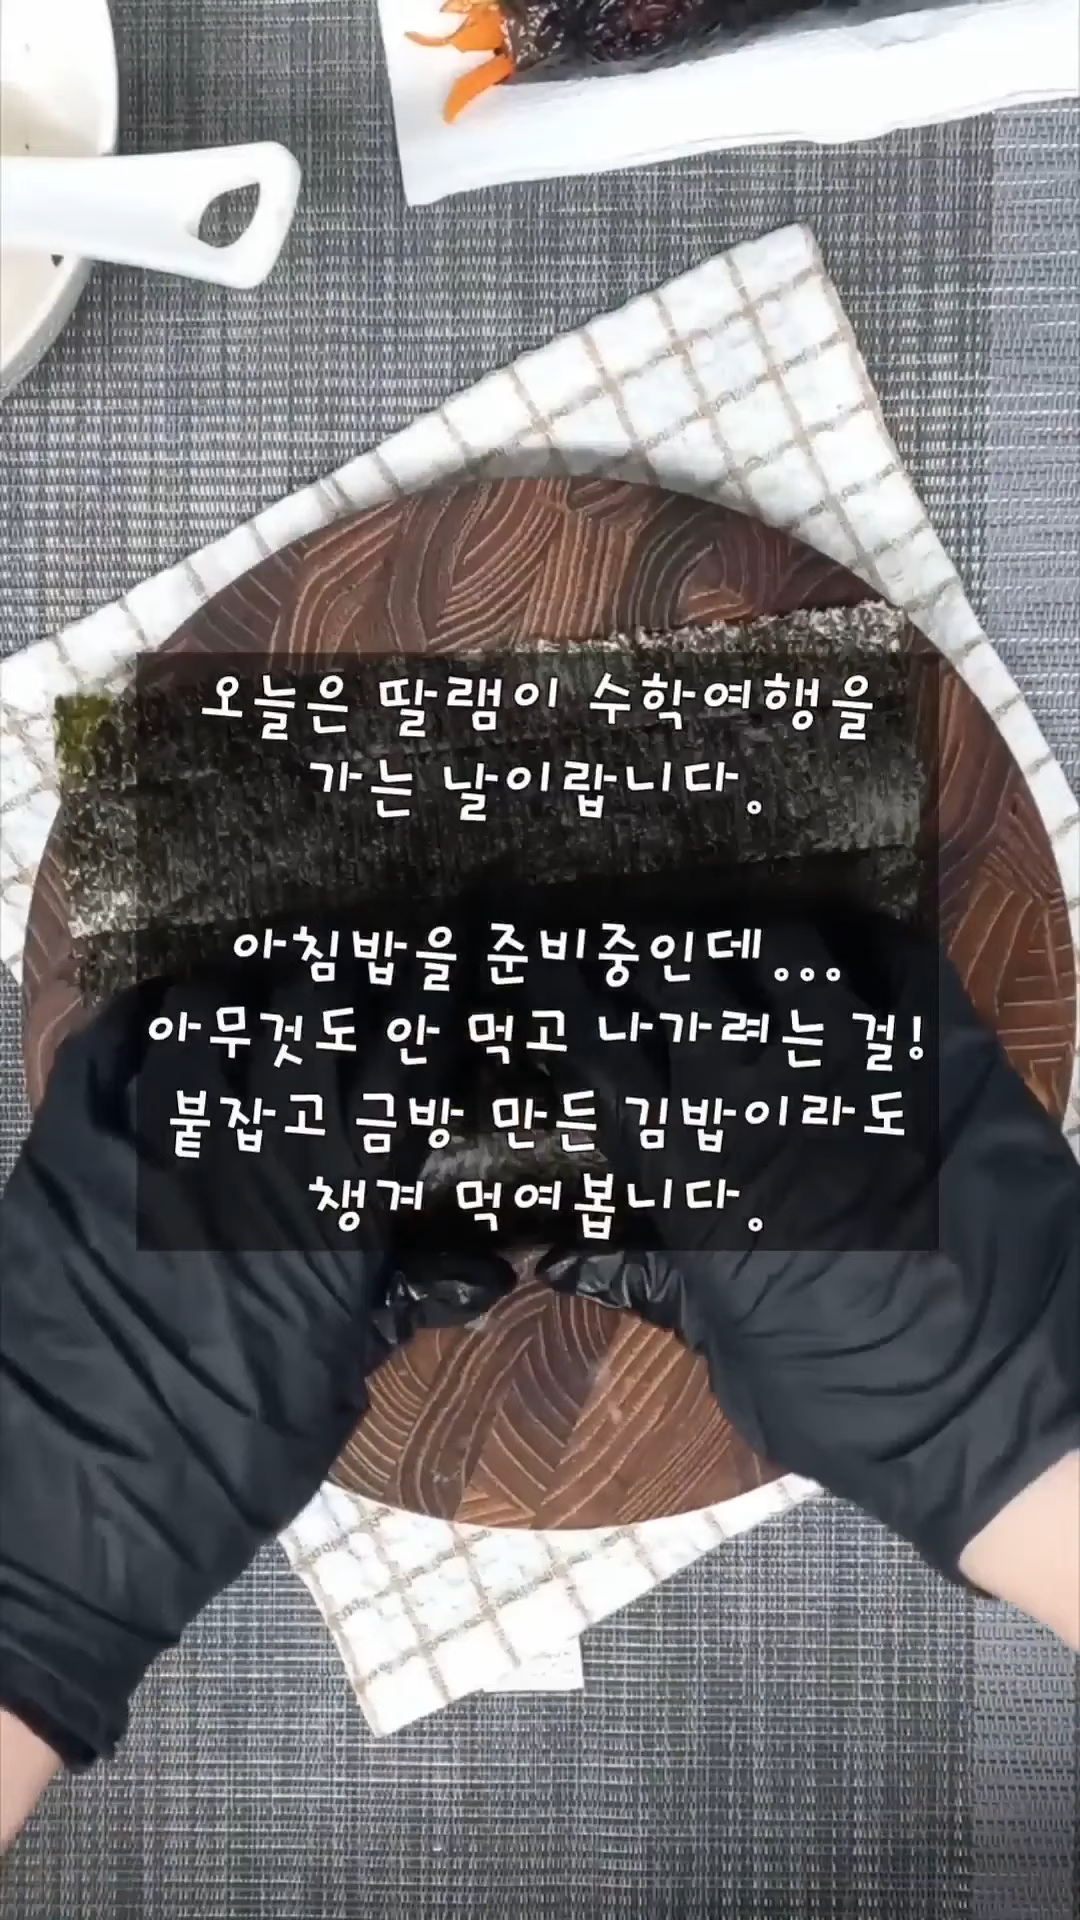 오늘은 딸램이 수학여행을
가는 날이랍니다.
아침밥을 준비중인데...
아무것도 안 먹고 나가려는 걸!
붙잡고 금방 만든 김밥이라도
챙겨 먹여봅니다.